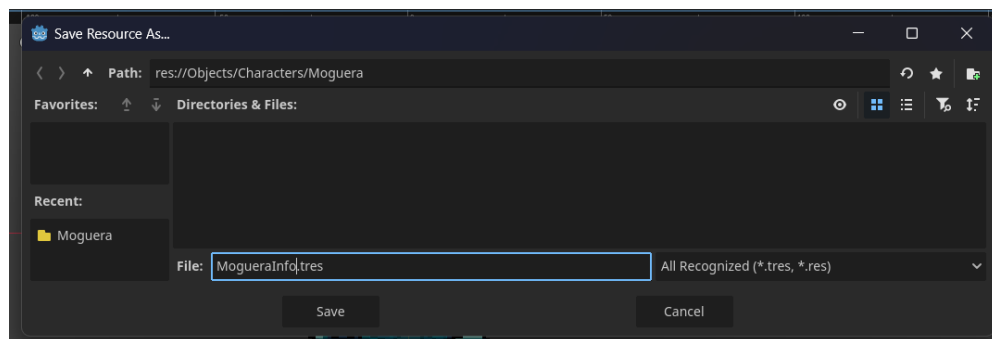 Save Resource As...
Path: res://Objects/Characters/Moguera
Favorites: Directories & Files:
Recent:
Moguera
File: MogueraInfo.tres All Recognized (*.tres, *.res)
Save Cancel